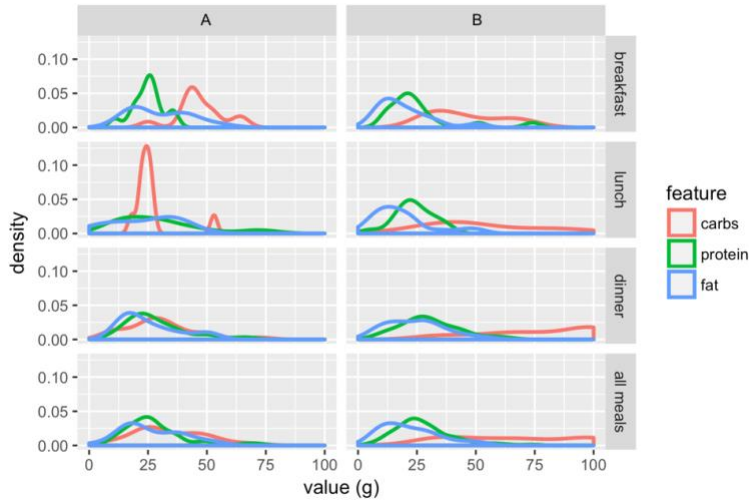 A B
0.10
0.05
0.00
breakfast
0.10
0.05
0.00
lunch
0.10
0.05
0.00
dinner
0.10
0.05
0.00
all meals
density
0 25 50 75 100 0 25 50 75 100
value (g)
feature
carbs
protein
fat